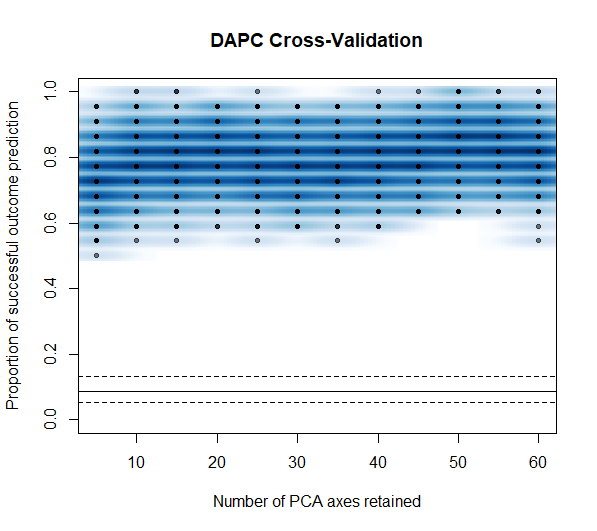 DAPC Cross-Validation
Proportion of successful outcome prediction
1.0
0.8
0.6
0.4
0.2
0.0
10 20 30 40 50 60
Number of PCA axes retained